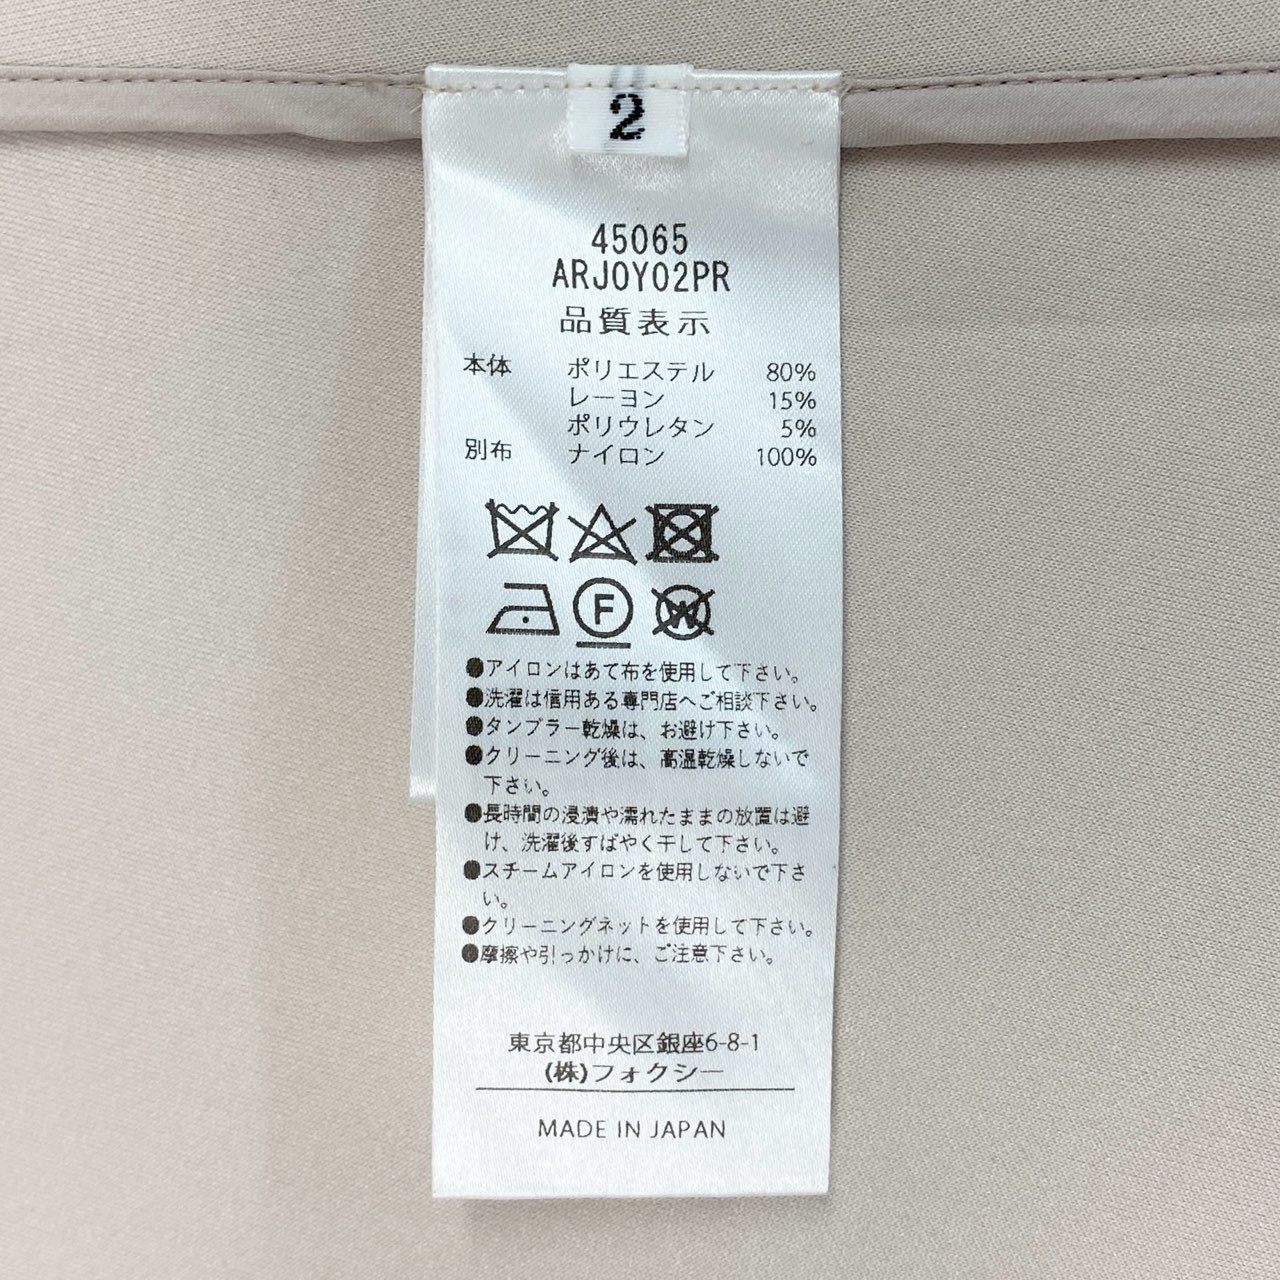 2
45065
ARJOY02PR
品質表示
本体 ポリエステル 80%
レーヨン 15%
ポリウレタン 5%
別布 ナイロン 100%
F
W
●アイロンはあて布を使用して下さい。
●洗濯は信用ある専門店へご相談下さい。
●タンブラー乾燥は、お避け下さい。
●クリーニング後は、高温乾燥しないで
下さい。
●長時間の浸漬や濡れたままの放置は避
け、洗濯後すばやく干して下さい。
●スチームアイロンを使用しないで下さ
い。
●クリーニングネットを使用して下さい。
●摩擦や引っかけに、ご注意下さい。
東京都中央区銀座6-8-1
(株)フォクシー
MADE IN JAPAN